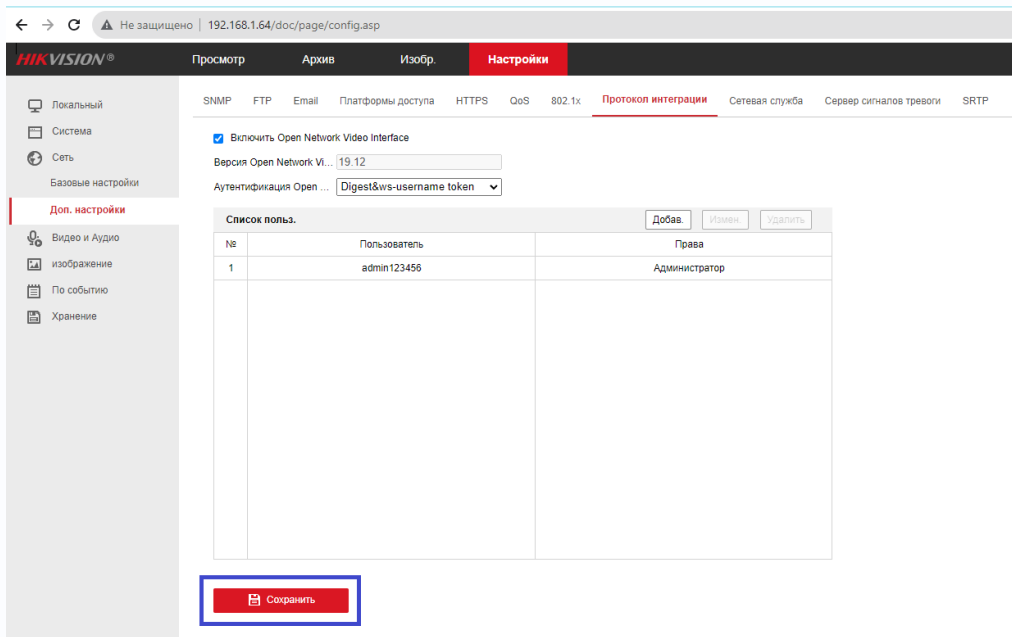 Не защищено | 192.168.1.64/doc/page/config.asp
HIKVISION®
Просмотр Архив Изобр. Настройки
Локальный
Система
Сеть
Базовые настройки
Доп. настройки
Видео и Аудио
изображение
По событию
Хранение
SNMP FTP Email Платформы доступа HTTPS QoS 802.1x Протокол интеграции Сетевая служба Сервер сигналов тревоги SRTP
Включить Open Network Video Interface
Версия Open Network Vi... 19.12
Аутентификация Open ... Digest&ws-username token
Список польз. Добав. Измен. Удалить
№ Пользователь Права
1 admin123456 Администратор
Сохранить